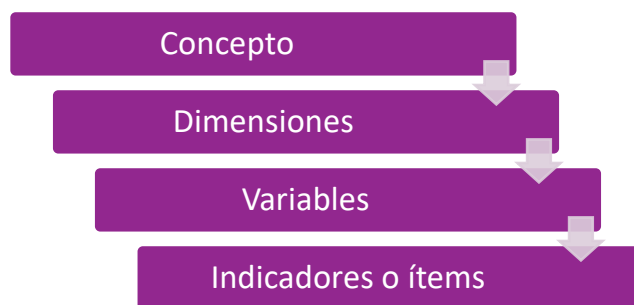 Concepto
Dimensiones
Variables
Indicadores o ítems